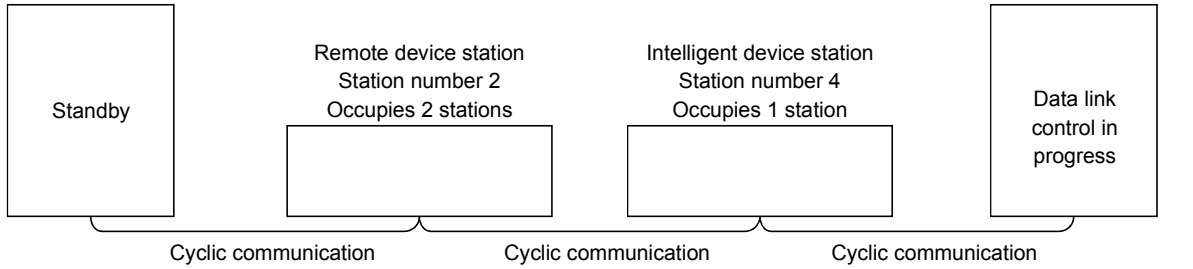 Standby
Remote device station
Station number 2
Occupies 2 stations
Intelligent device station
Station number 4
Occupies 1 station
Data link
control in
progress
Cyclic communication
Cyclic communication
Cyclic communication